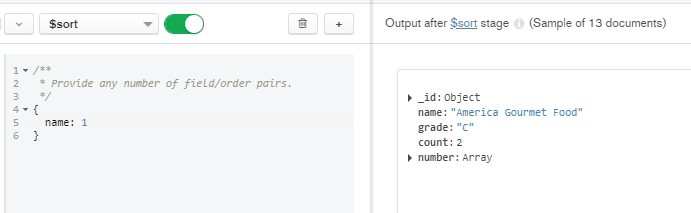 $sort
+
Output after $sort stage (Sample of 13 documents)
1 /**
2 * Provide any number of field/order pairs.
3 */
4 {
5 name: 1
6 }
_id: Object
name: "America Gourmet Food"
grade: "C"
count: 2
number: Array